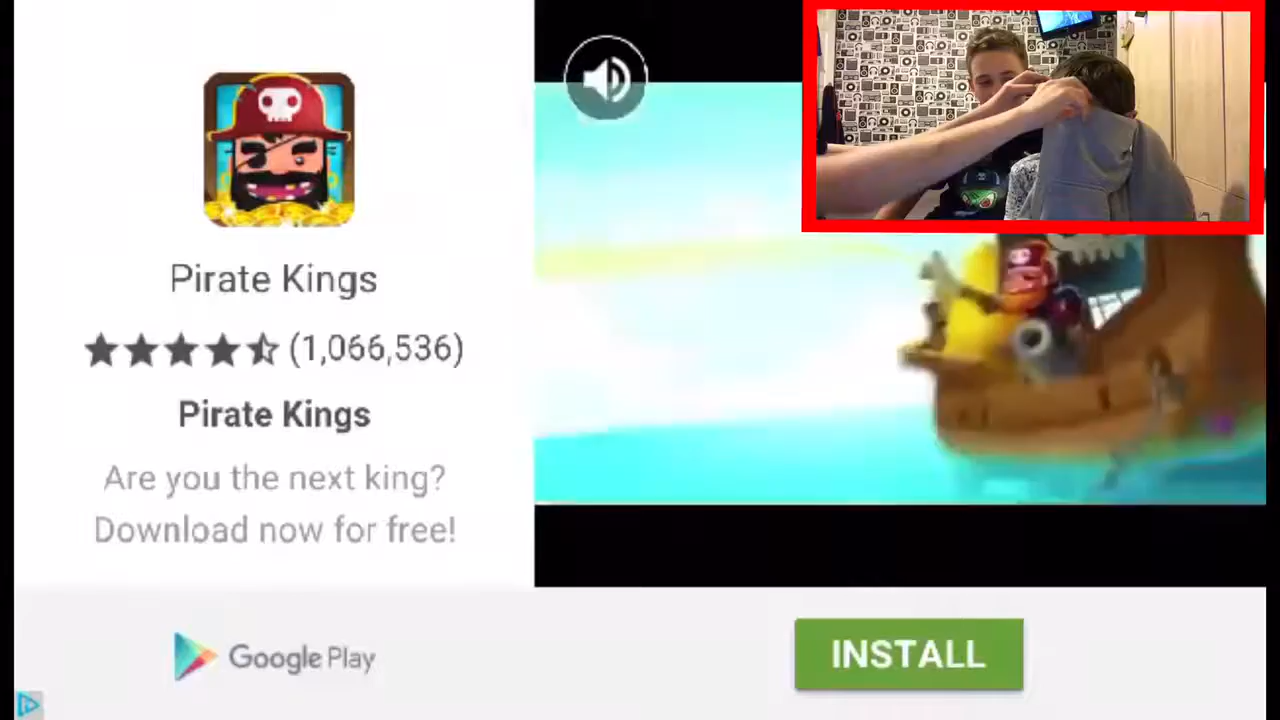 Pirate Kings
(1,066,536)
Pirate Kings
Are you the next king?
Download now for free!
Google Play
INSTALL